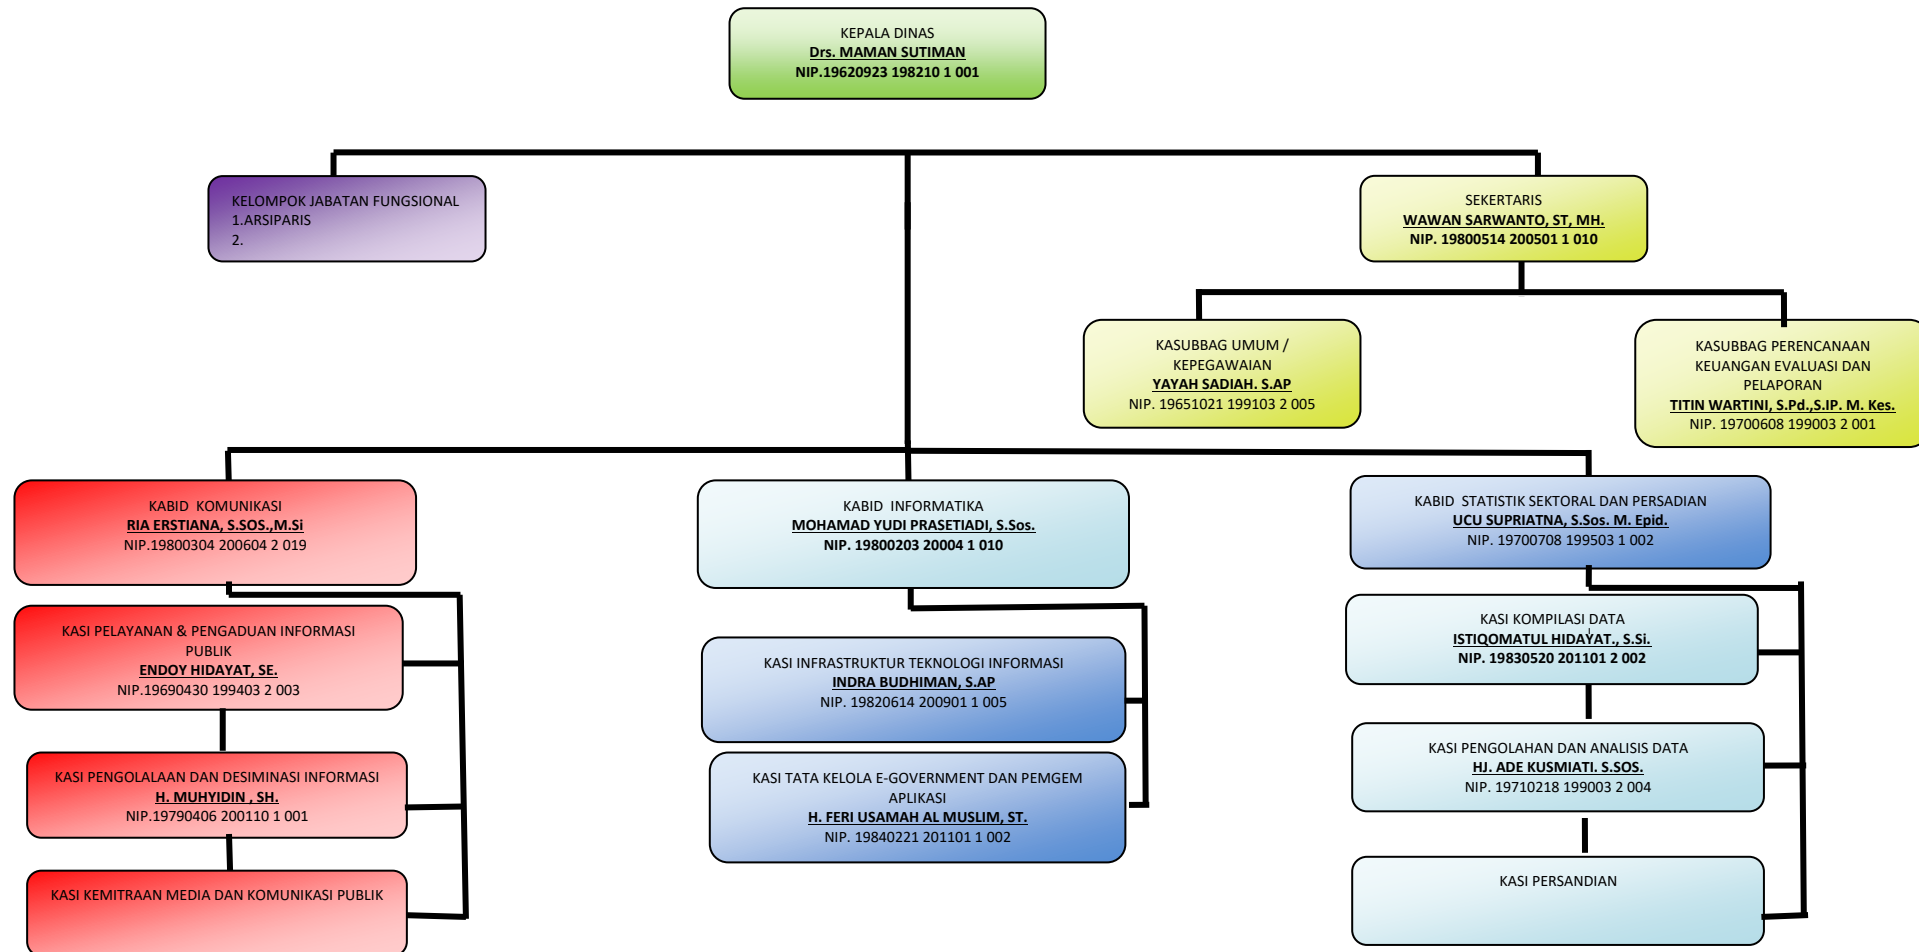 KEPALA DINAS
Drs. MAMAN SUTIMAN
NIP.19620923 198210 1 001
KELOMPOK JABATAN FUNGSIONAL
1.ARSIPARIS
2.
SEKERTARIS
WAWAN SARWANTO, ST, MH.
NIP. 19800514 200501 1 010
KASUBBAG UMUM /
KEPEGAWAIAN
YAYAH SADIAH. S.AP
NIP. 19651021 199103 2 005
KASUBBAG PERENCANAAN
KEUANGAN EVALUASI DAN
PELAPORAN
TITIN WARTINI, S.Pd.,S.IP. M. Kes.
NIP. 19700608 199003 2 001
KABID  KOMUNIKASI
RIA ERSTIANA, S.SOS.,M.Si
NIP.19800304 200604 2 019
KASI PELAYANAN & PENGADUAN INFORMASI
PUBLIK
ENDOY HIDAYAT, SE.
NIP.19690430 199403 2 003
KASI PENGOLALAAN DAN DESIMINASI INFORMASI
H. MUHYIDIN , SH.
NIP.19790406 200110 1 001
KASI KEMITRAAN MEDIA DAN KOMUNIKASI PUBLIK
KABID  INFORMATIKA
MOHAMAD YUDI PRASETIADI, S.Sos.
NIP. 19800203 20004 1 010
KASI INFRASTRUKTUR TEKNOLOGI INFORMASI
INDRA BUDHIMAN, S.AP
NIP. 19820614 200901 1 005
KASI TATA KELOLA E-GOVERNMENT DAN PEMGEM
APLIKASI
H. FERI USAMAH AL MUSLIM, ST.
NIP. 19840221 201101 1 002
KABID  STATISTIK SEKTORAL DAN PERSADIAN
UCU SUPRIATNA, S.Sos. M. Epid.
NIP. 19700708 199503 1 002
KASI KOMPILASI DATA
ISTIQOMATUL HIDAYAT., S.Si.
NIP. 19830520 201101 2 002
KASI PENGOLAHAN DAN ANALISIS DATA
HJ. ADE KUSMIATI. S.SOS.
NIP. 19710218 199003 2 004
KASI PERSANDIAN